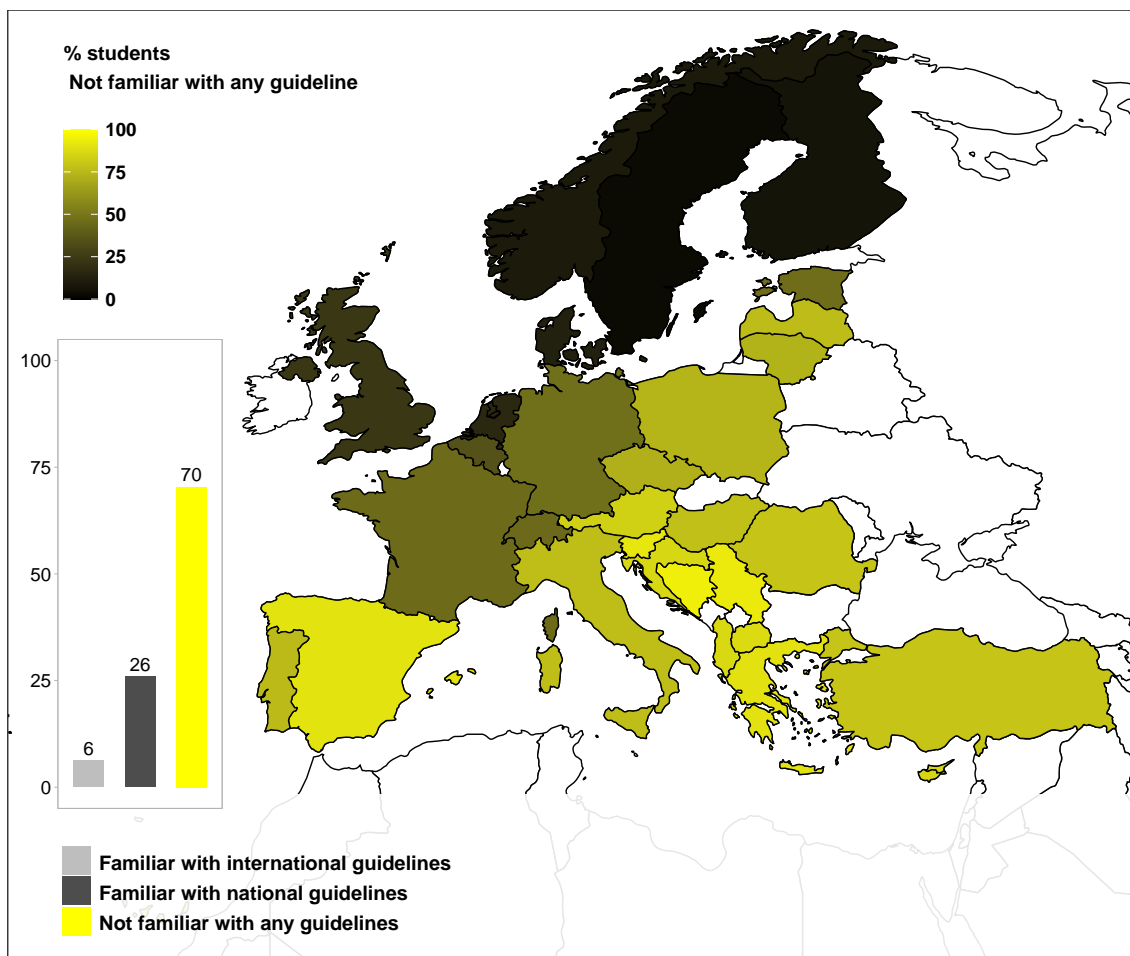 % students
Not familiar with any guideline
100
75
50
25
0
100
75
50
25
0
6
26
70
Familiar with international guidelines
Familiar with national guidelines
Not familiar with any guidelines